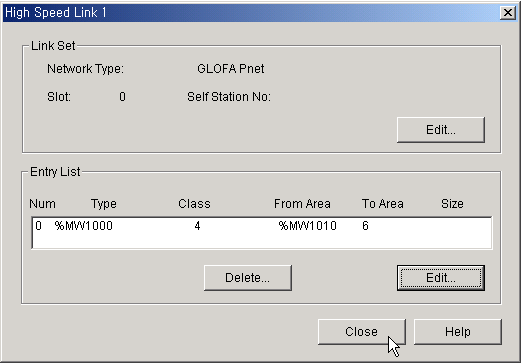 High Speed Link 1
Link Set
Network Type: GLOFA Pnet
Slot: 0 Self Station No:
Edit...
Entry List
Num Type Class From Area To Area Size
0 %MW1000 4 %MW1010 6
Delete... Edit...
Close Help